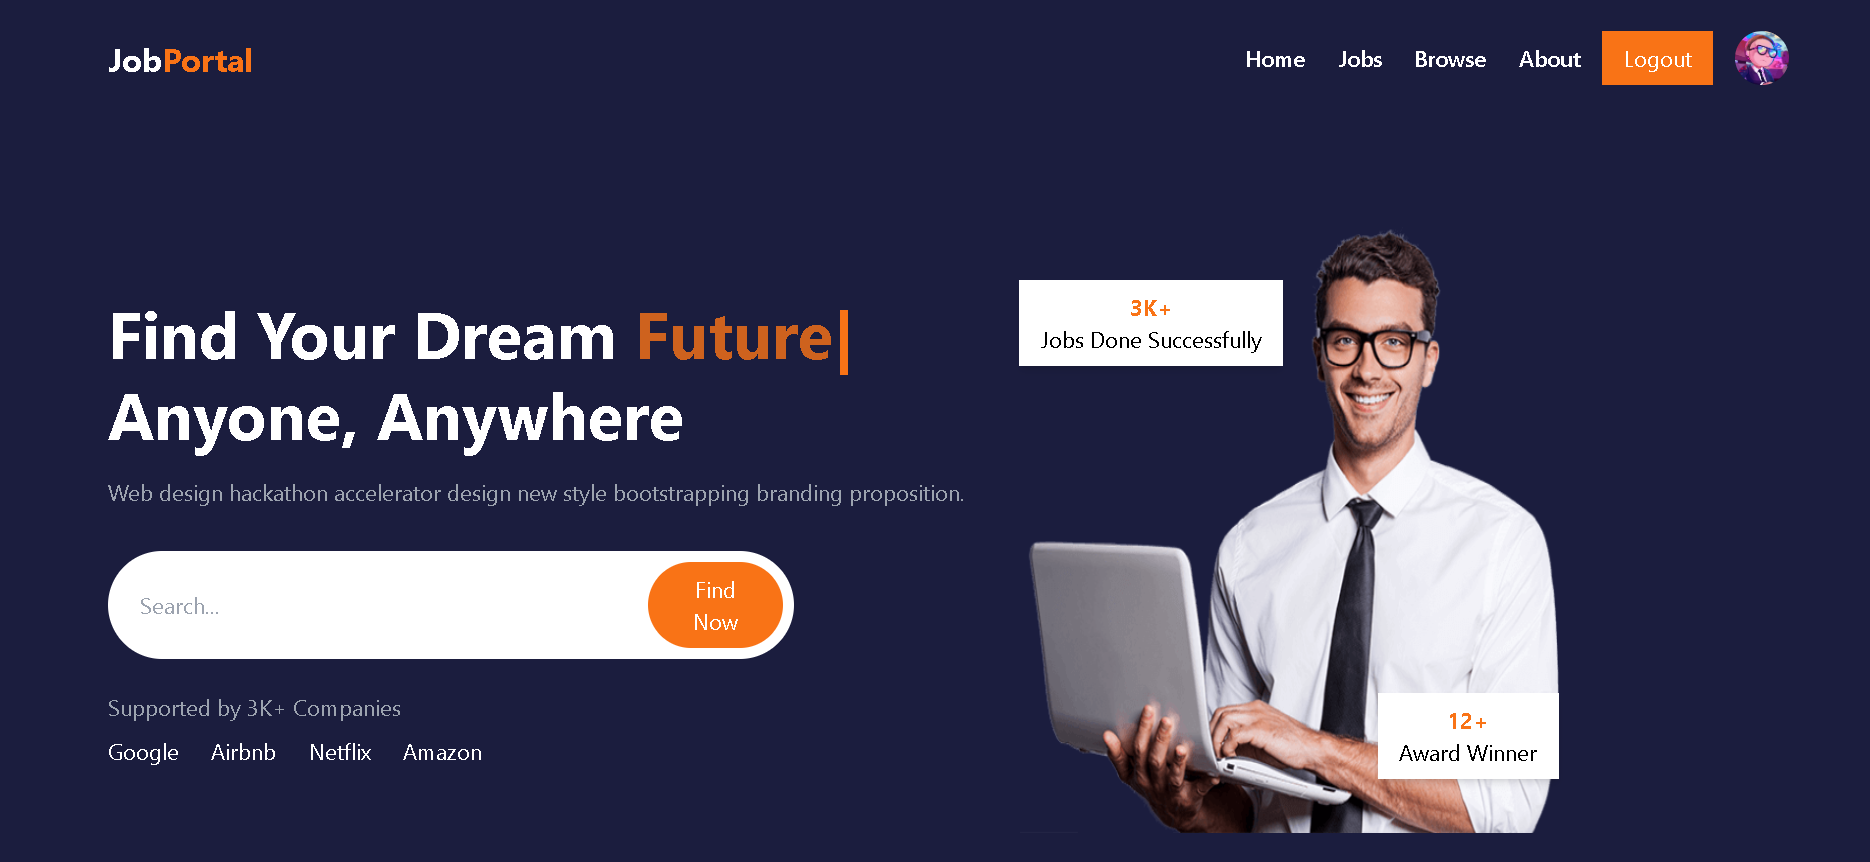 JobPortal
Home Jobs Browse About Logout
Find Your Dream Future|
Anyone, Anywhere
Web design hackathon accelerator design new style bootstrapping branding proposition.
Search...
Find
Now
Supported by 3K+ Companies
Google Airbnb Netflix Amazon
3K+
Jobs Done Successfully
12+
Award Winner